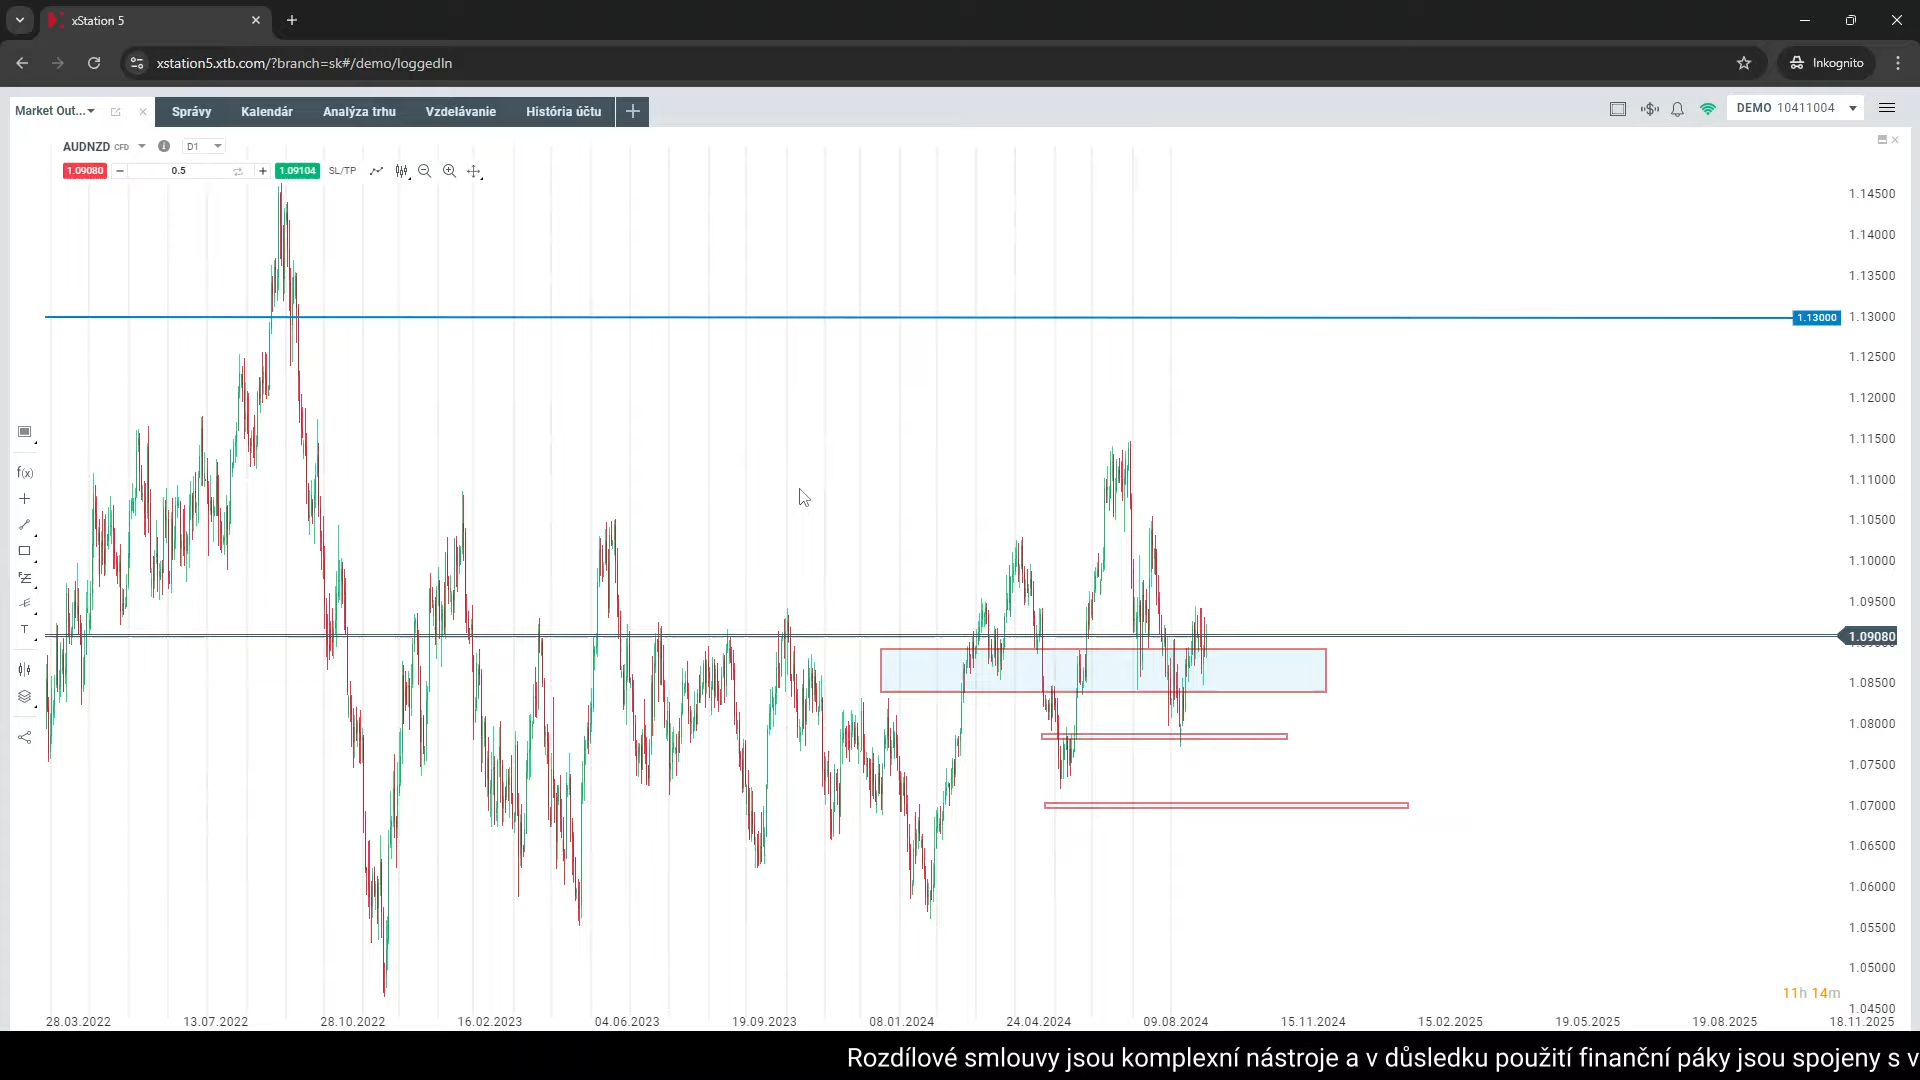 xStation 5
xstation5.xtb.com/?branch=sk#/demo/loggedIn
Inkognito
Market Out...
Správy
Kalendár
Analýza trhu
Vzdelávanie
História účtu
DEMO 10411004
AUDNZD CFD
D1
1.09080
0.5
1.09104
SL/TP
1.14500
1.14000
1.13500
1.13000
1.13000
1.12500
1.12000
1.11500
1.11000
1.10500
1.10000
1.09500
1.09080
1.08500
1.08000
1.07500
1.07000
1.06500
1.06000
1.05500
1.05000
1.04500
f(x)
T
11h 14m
28.03.2022
13.07.2022
28.10.2022
16.02.2023
04.06.2023
19.09.2023
08.01.2024
24.04.2024
09.08.2024
15.11.2024
15.02.2025
19.05.2025
19.08.2025
18.11.2025
Rozdílové smlouvy jsou komplexní nástroje a v důsledku použití finanční páky jsou spojeny s v